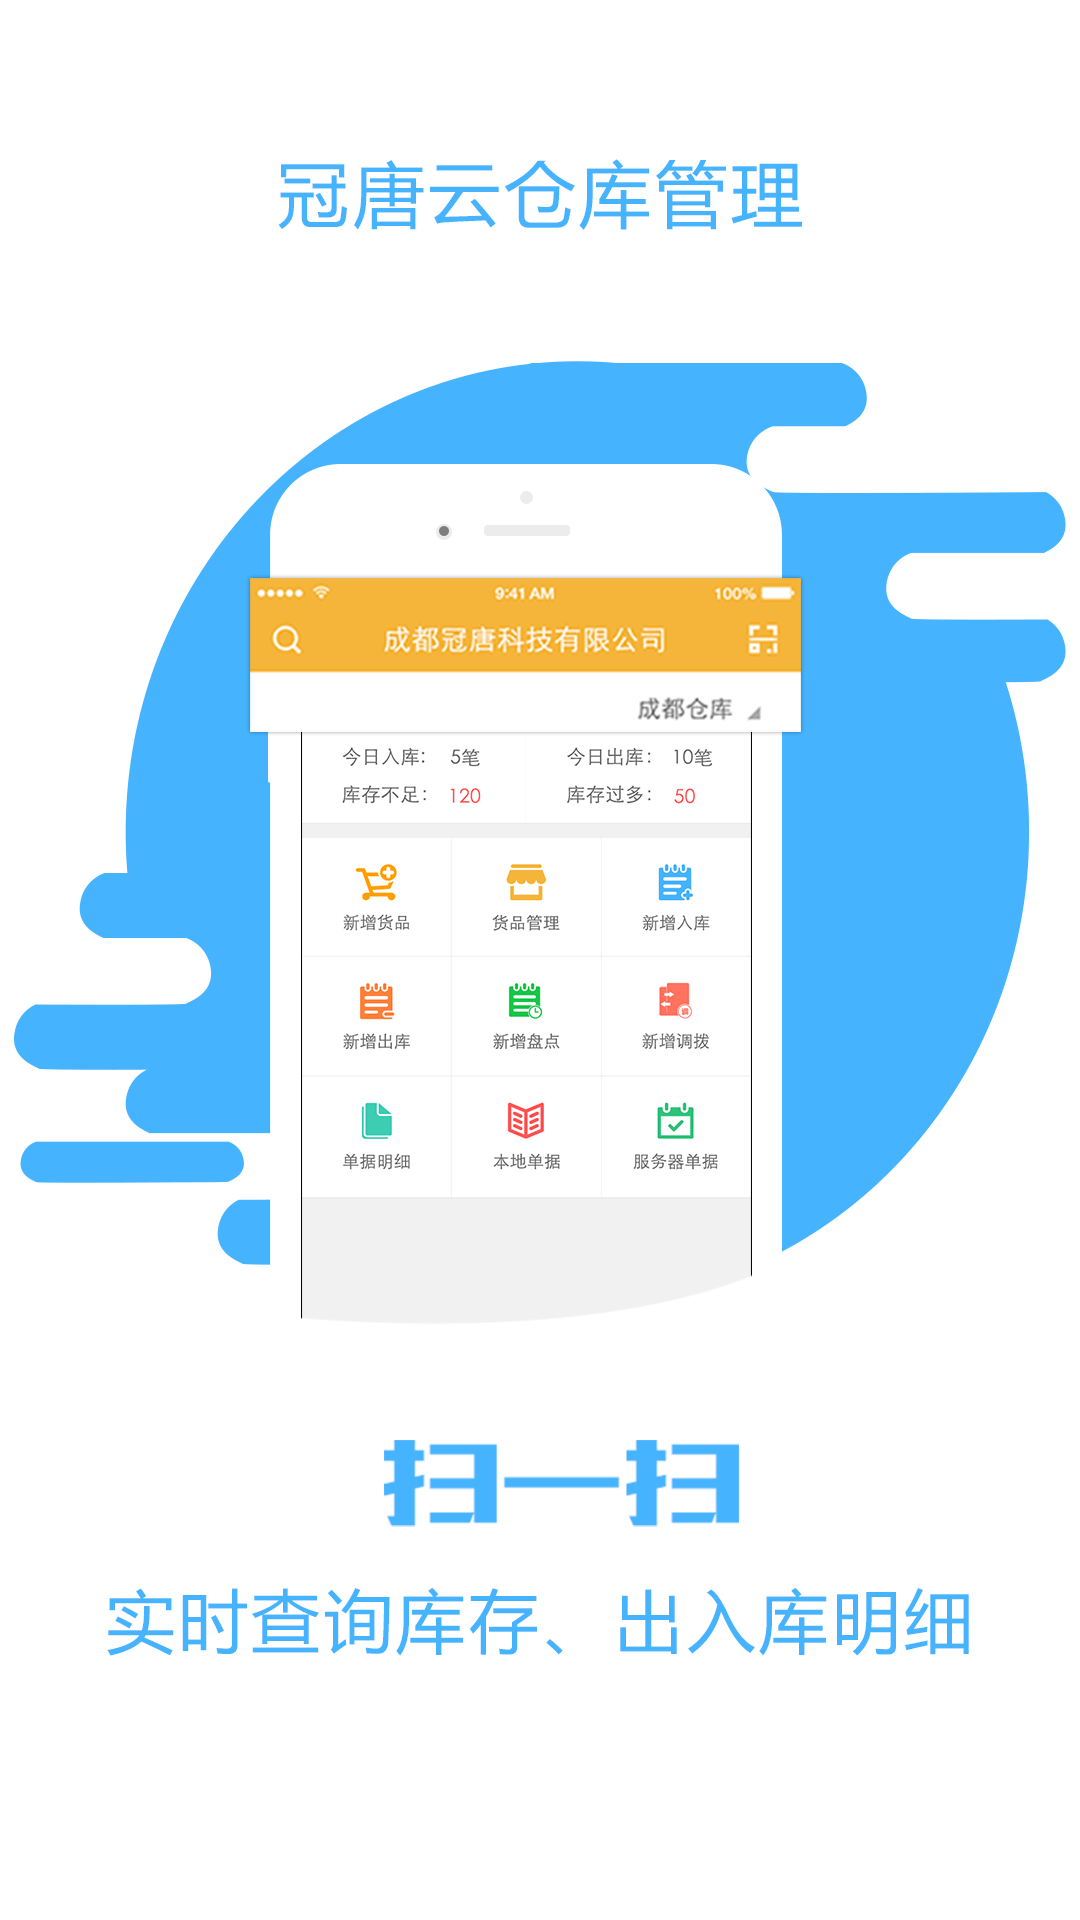 冠唐云仓库管理
9:41 AM 100%
成都冠唐科技有限公司
成都仓库
今日入库： 5笔 今日出库： 10笔
库存不足： 120 库存过多： 50
新增货品 货品管理 新增入库
新增出库 新增盘点 新增调拨
单据明细 本地单据 服务器单据
扫一扫
实时查询库存、出入库明细